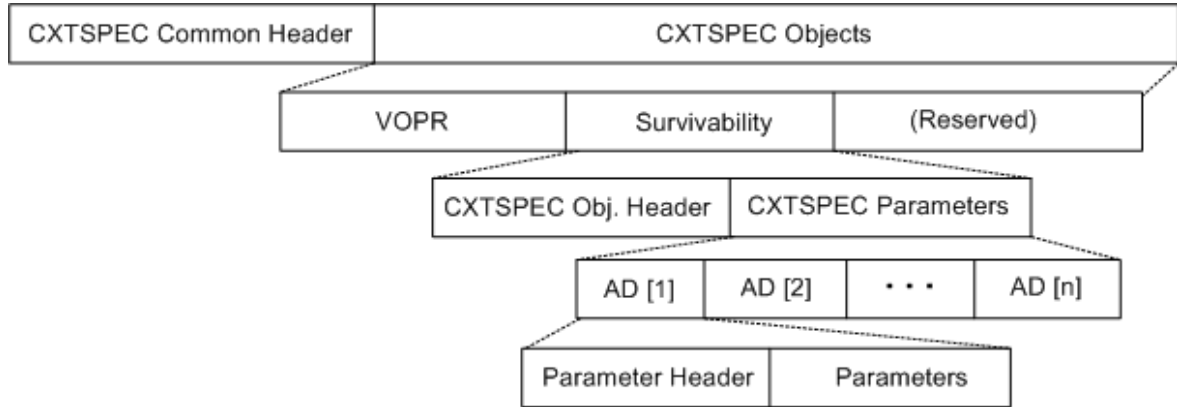 CXTSPEC Common Header CXTSPEC Objects
VOPR Survivability (Reserved)
CXTSPEC Obj. Header CXTSPEC Parameters
AD [1] AD [2] · · · AD [n]
Parameter Header Parameters